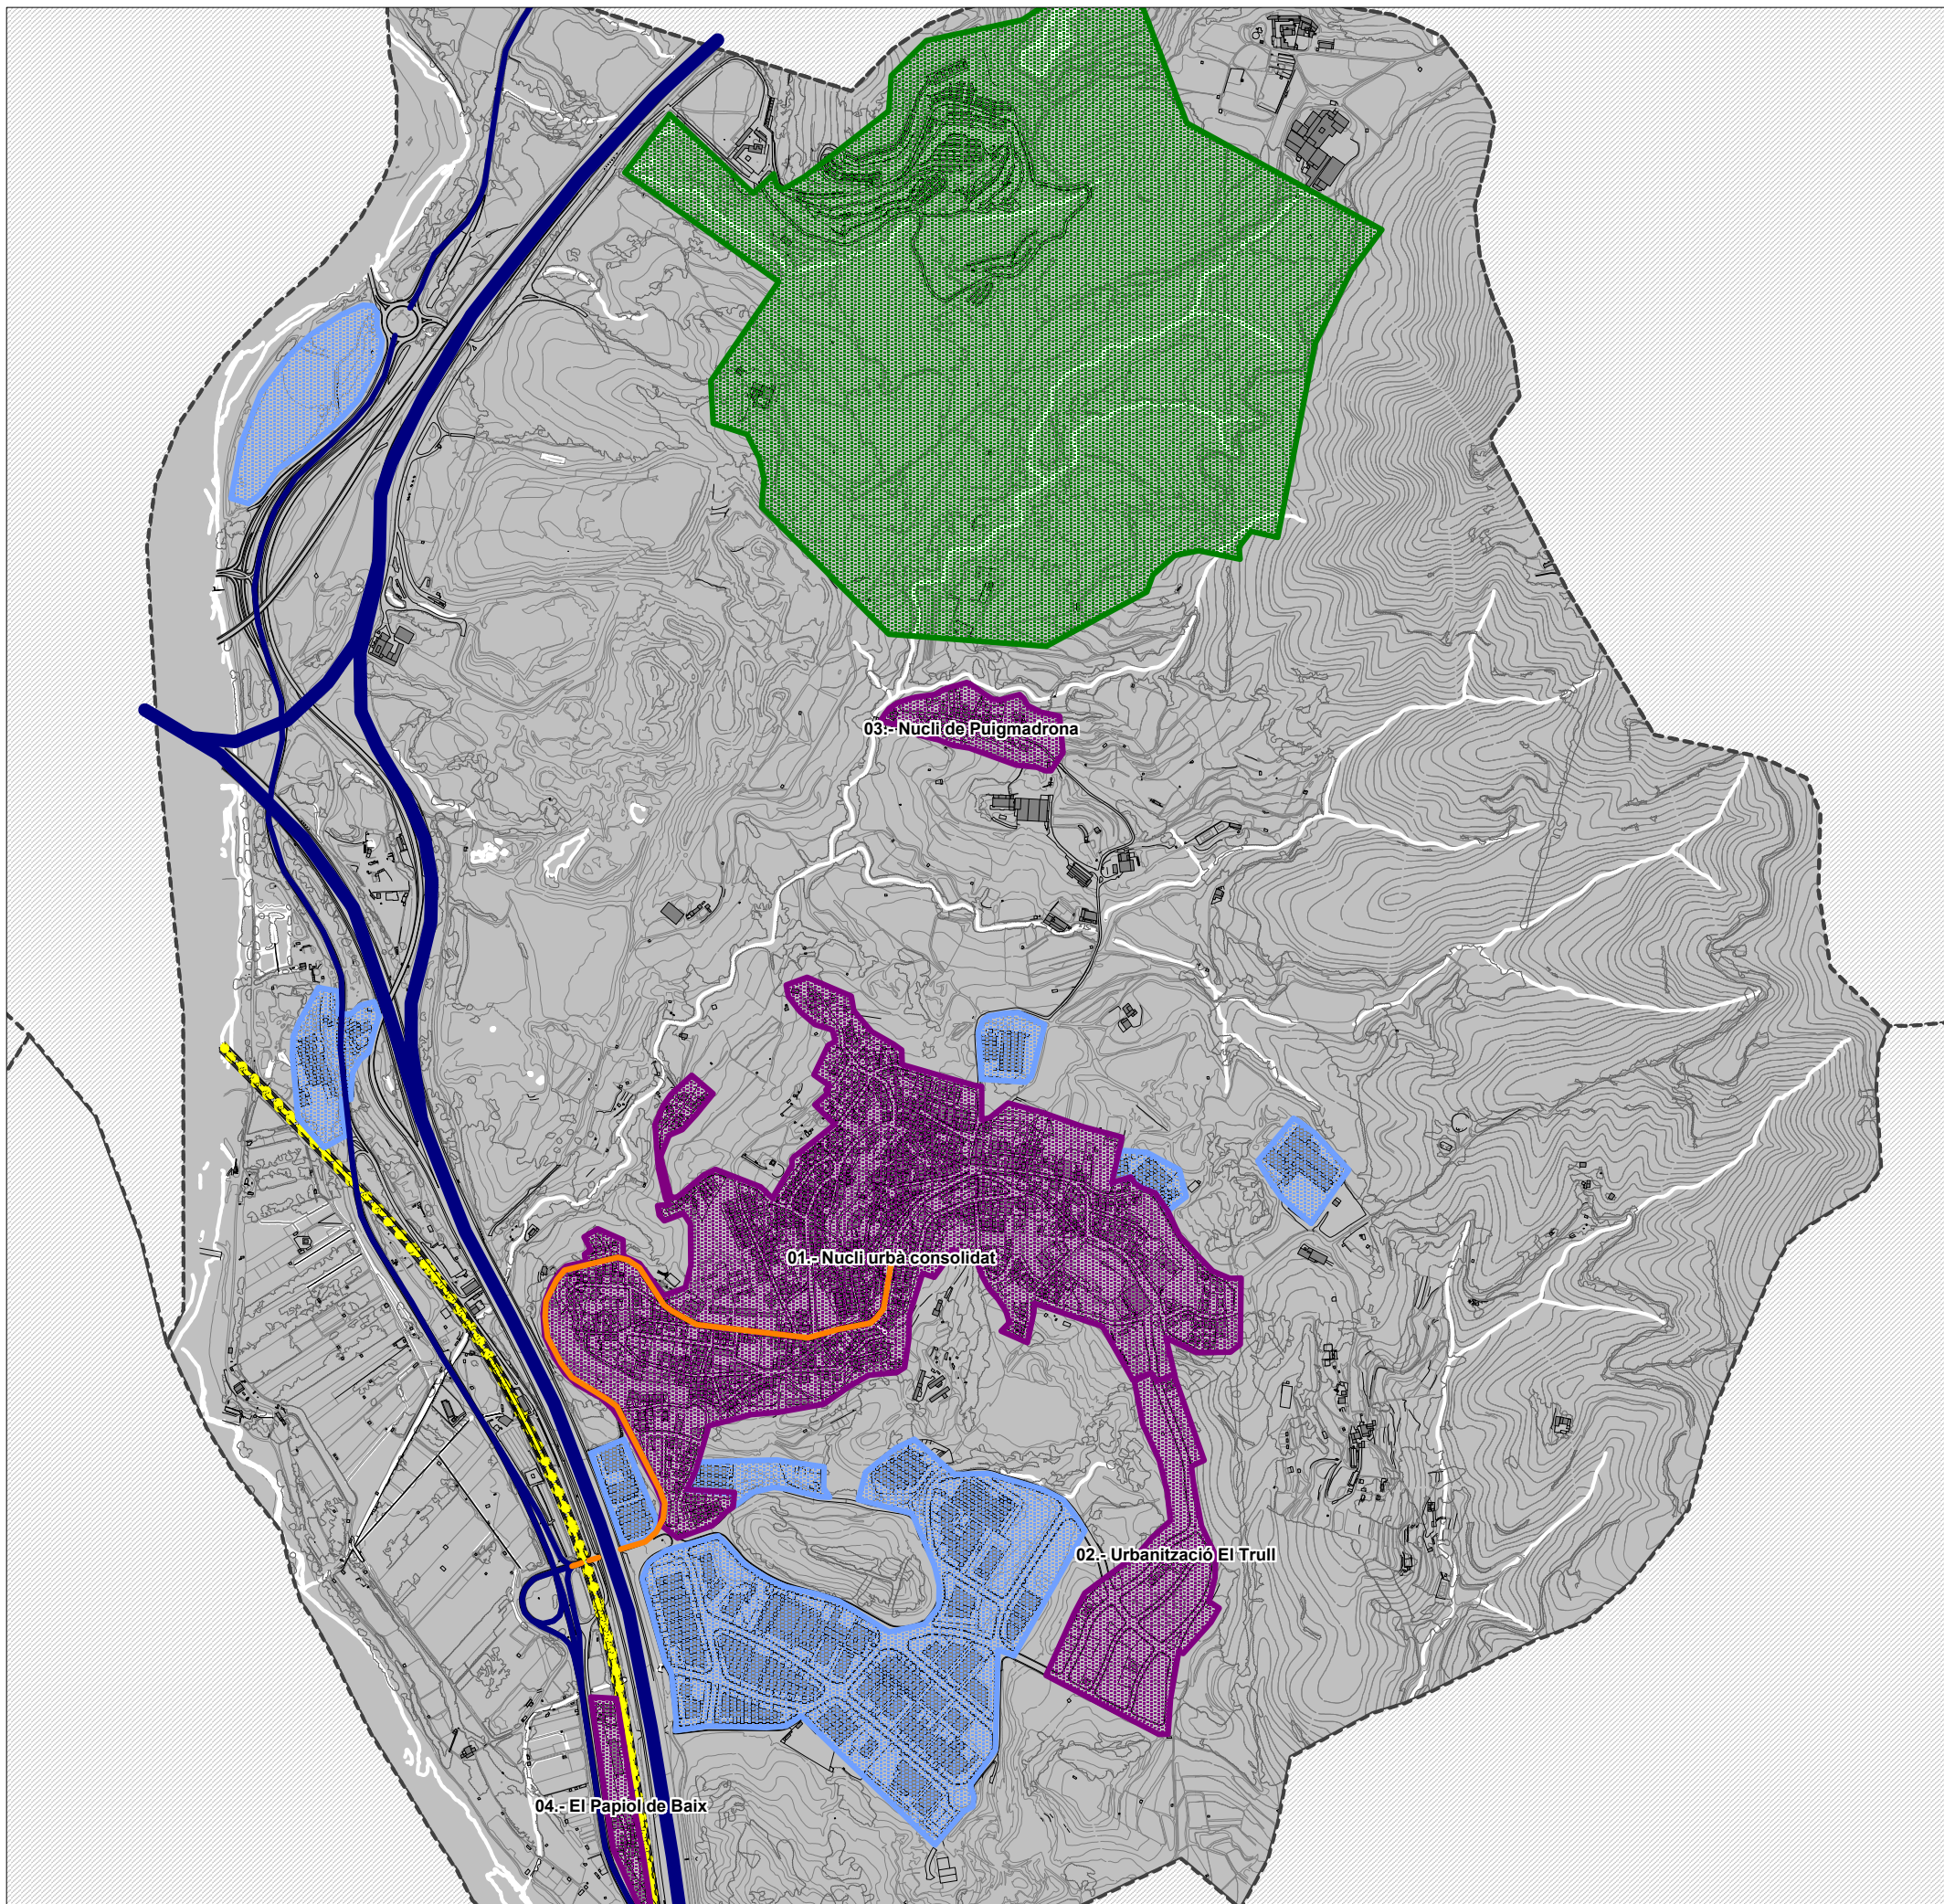 03.- Nucli de Puigmadrona
01.- Nucli urbà consolidat
02.- Urbanització El Trull
04.- El Papiol de Baix